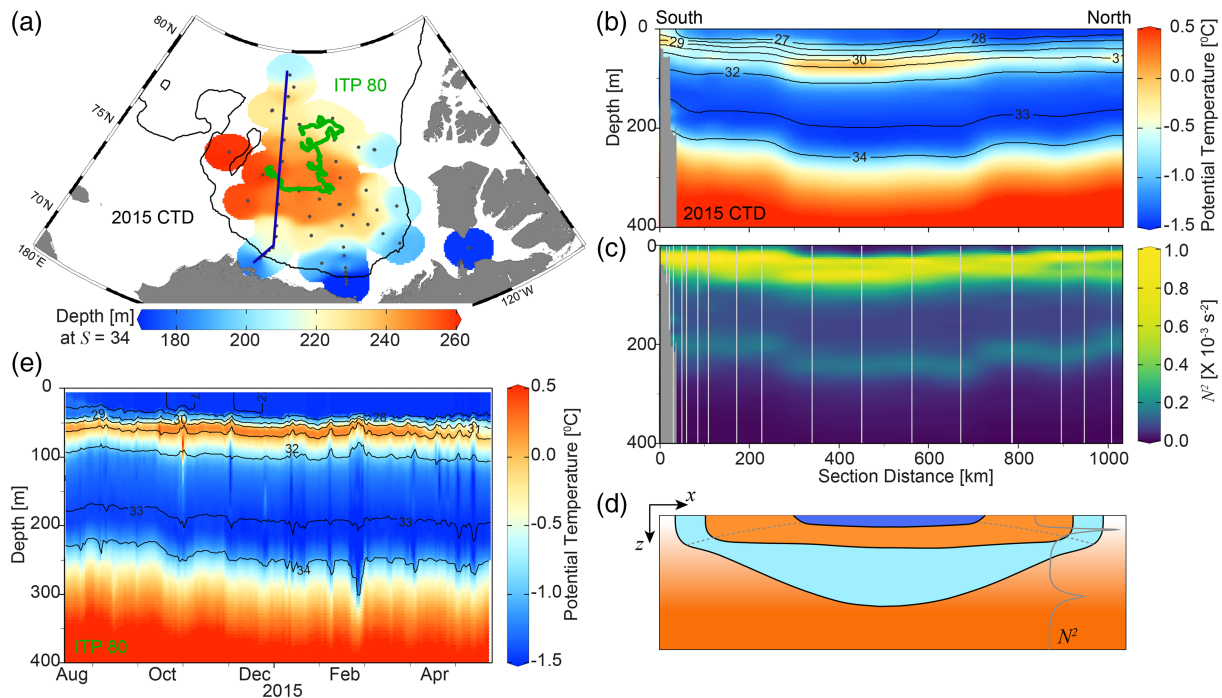 (a)
80°N
75°N
70°N
180°E
120°W
ITP 80
2015 CTD
Depth [m]
at S = 34
180 200 220 240 260
(b)
South North
Depth [m]
0
200
400
29 27 28
30 31
32
33
34
2015 CTD
0.5
0.0
-0.5
-1.0
-1.5
Potential Temperature [⁰C]
(c)
0
200
400
0 200 400 600 800 1000
Section Distance [km]
1.0
0.8
0.6
0.4
0.2
0.0
N² [X 10⁻³ s⁻²]
(d)
x
z
N²
(e)
Depth [m]
0
100
200
300
400
29 28
30 31
32
33 33
34
ITP 80
Aug Oct Dec Feb Apr
2015
0.5
0.0
-0.5
-1.0
-1.5
Potential Temperature [⁰C]